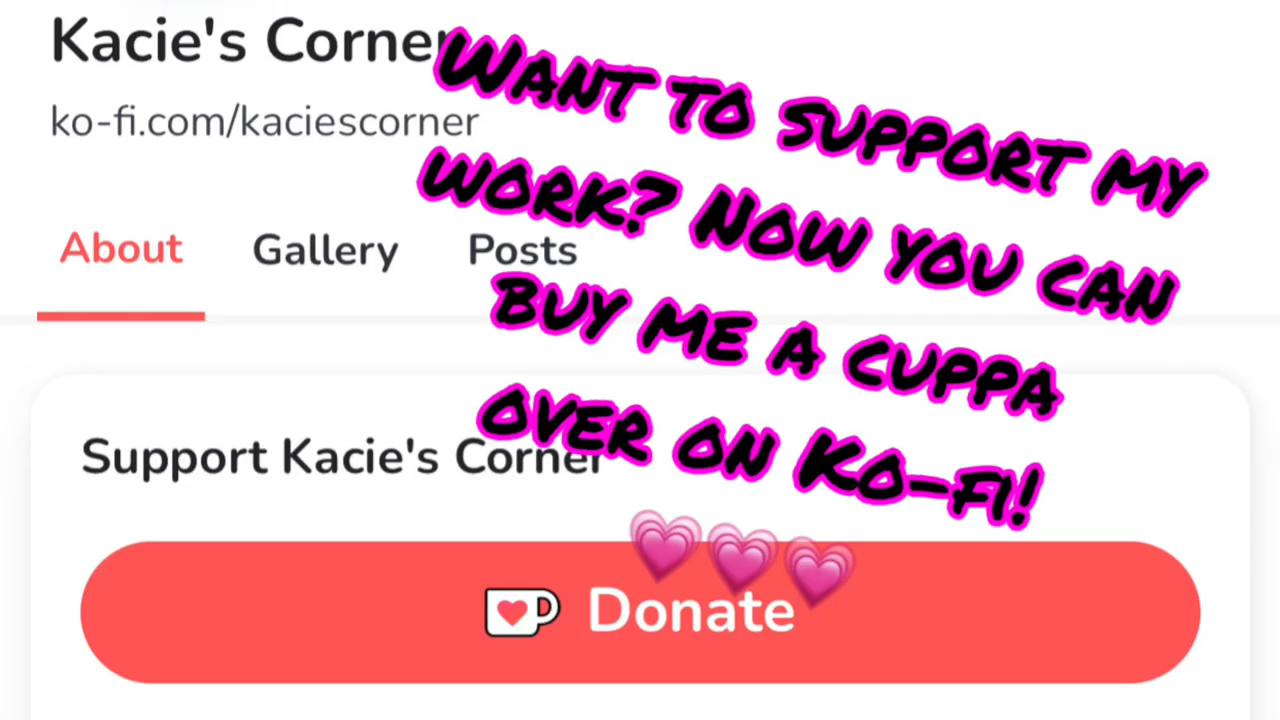 Kacie's Corner
ko-fi.com/kaciescorner
Want to support my
work? Now you can
buy me a cuppa
over on Ko-fi!
💗💗💗
About
Gallery
Posts
Support Kacie's Corner
Donate